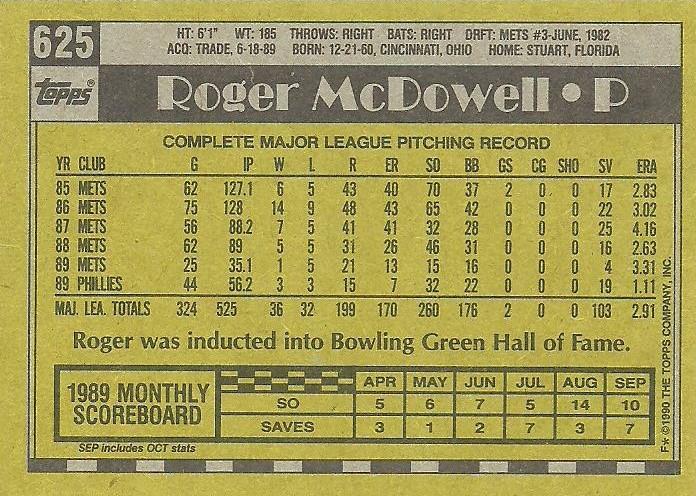 625
HT: 6'1" WT: 185 THROWS: RIGHT BATS: RIGHT DRFT: METS #3-JUNE, 1982
ACQ: TRADE, 6-18-89 BORN: 12-21-60, CINCINNATI, OHIO HOME: STUART, FLORIDA
TOPPS®
Roger McDowell • P
COMPLETE MAJOR LEAGUE PITCHING RECORD
YR CLUB G IP W L R ER SO BB GS CG SHO SV ERA
85 METS 62 127.1 6 5 43 40 70 37 2 0 0 17 2.83
86 METS 75 128 14 9 48 43 65 42 0 0 0 22 3.02
87 METS 56 88.2 7 5 41 41 32 28 0 0 0 25 4.16
88 METS 62 89 5 5 31 26 46 31 0 0 0 16 2.63
89 METS 25 35.1 1 5 21 13 15 16 0 0 0 4 3.31
89 PHILLIES 44 56.2 3 3 15 7 32 22 0 0 0 19 1.11
MAJ. LEA. TOTALS 324 525 36 32 199 170 260 176 2 0 0 103 2.91
Roger was inducted into Bowling Green Hall of Fame.
1989 MONTHLY
SCOREBOARD
APR MAY JUN JUL AUG SEP
SO 5 6 7 5 14 10
SAVES 3 1 2 7 3 7
SEP includes OCT stats
F* © 1990 THE TOPPS COMPANY, INC.